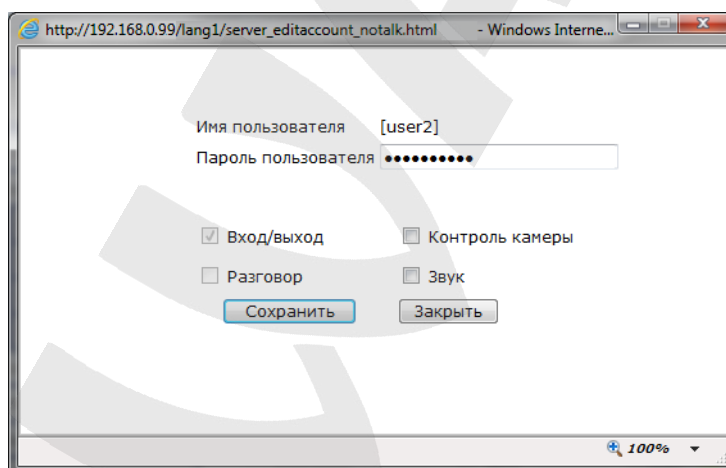 http://192.168.0.99/lang1/server_editaccount_notalk.html - Windows Interne...
Имя пользователя [user2]
Пароль пользователя ●●●●●●●●●●
Вход/выход Контроль камеры
Разговор Звук
Сохранить Закрыть
100%